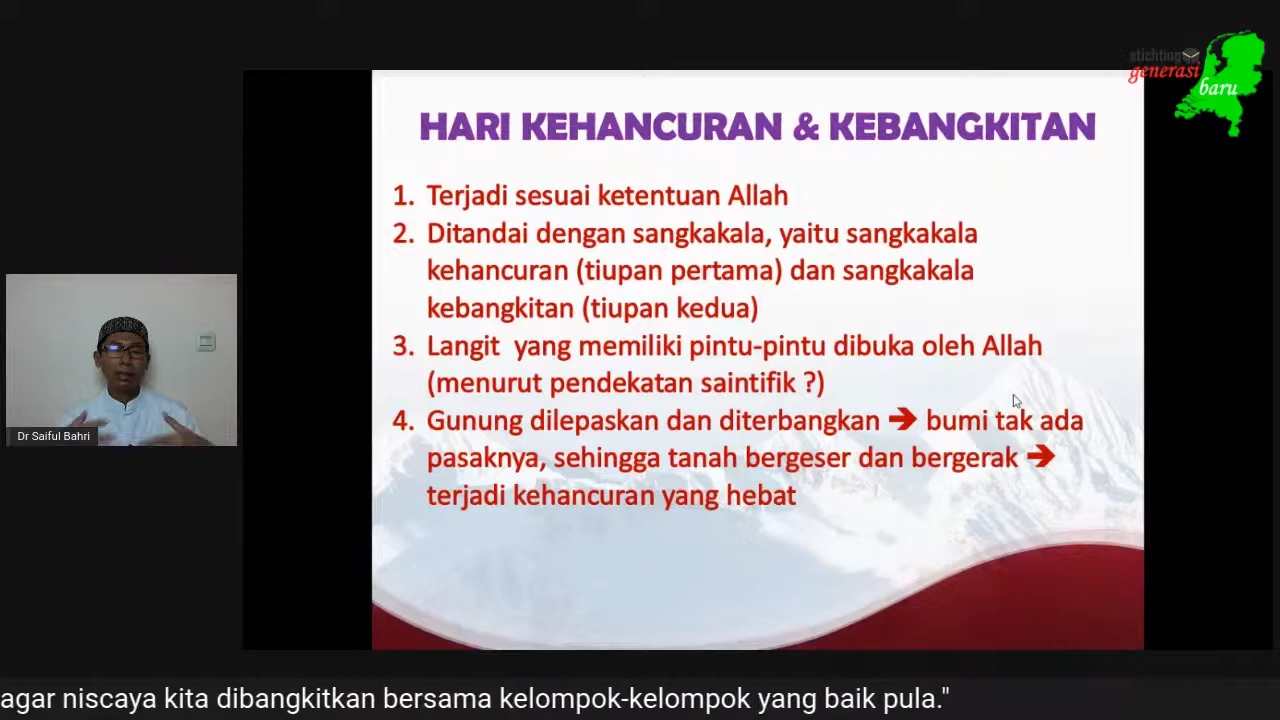 stichting
generasi
baru
HARI KEHANCURAN & KEBANGKITAN
1. Terjadi sesuai ketentuan Allah
2. Ditandai dengan sangkakala, yaitu sangkakala
kehancuran (tiupan pertama) dan sangkakala
kebangkitan (tiupan kedua)
3. Langit yang memiliki pintu-pintu dibuka oleh Allah
(menurut pendekatan saintifik ?)
4. Gunung dilepaskan dan diterbangkan ➔ bumi tak ada
pasaknya, sehingga tanah bergeser dan bergerak ➔
terjadi kehancuran yang hebat
Dr Saiful Bahri
agar niscaya kita dibangkitkan bersama kelompok-kelompok yang baik pula."